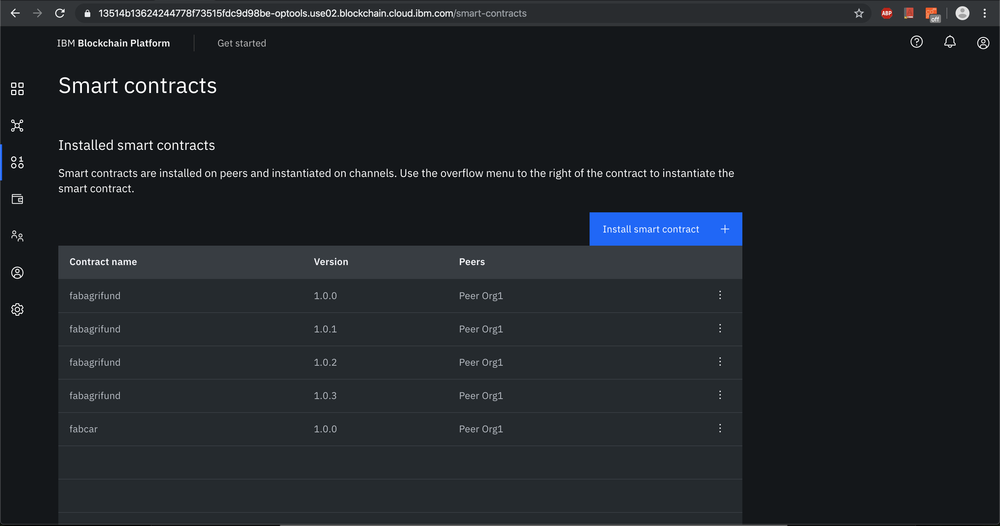 13514b13624244778f73515fdc9d98be-optools.use02.blockchain.cloud.ibm.com/smart-contracts
ABP
off
IBM Blockchain Platform
Get started
Smart contracts
Installed smart contracts
Smart contracts are installed on peers and instantiated on channels. Use the overflow menu to the right of the contract to instantiate the
smart contract.
Install smart contract +
Contract name Version Peers
fabagrifund 1.0.0 Peer Org1
fabagrifund 1.0.1 Peer Org1
fabagrifund 1.0.2 Peer Org1
fabagrifund 1.0.3 Peer Org1
fabcar 1.0.0 Peer Org1